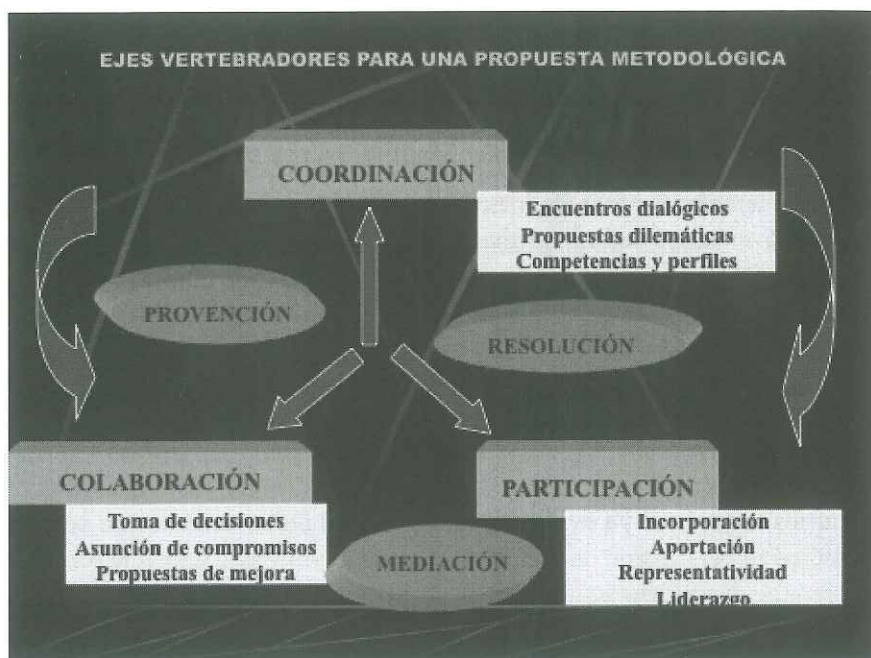 EJES VERTEBRADORES PARA UNA PROPUESTA METODOLÓGICA
COORDINACIÓN
Encuentros dialógicos
Propuestas dilemáticas
Competencias y perfiles
PROVENCIÓN
RESOLUCIÓN
COLABORACIÓN
Toma de decisiones
Asunción de compromisos
Propuestas de mejora
PARTICIPACIÓN
Incorporación
Aportación
Representatividad
Liderazgo
MEDIACIÓN